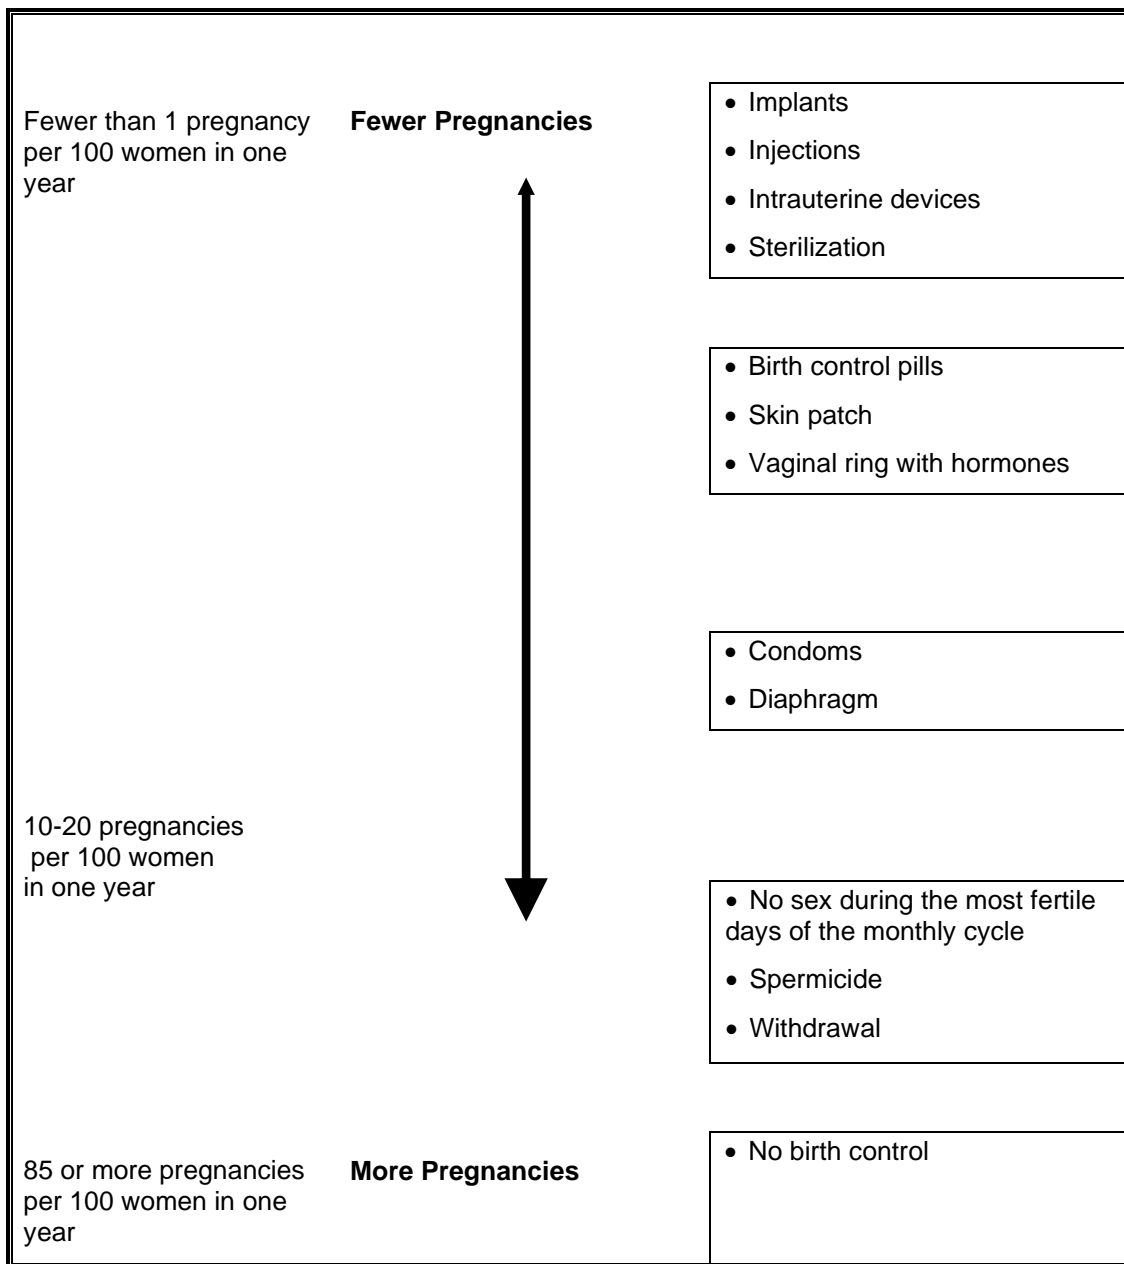 Fewer than 1 pregnancy
per 100 women in one
year
Fewer Pregnancies
• Implants
• Injections
• Intrauterine devices
• Sterilization
• Birth control pills
• Skin patch
• Vaginal ring with hormones
• Condoms
• Diaphragm
10-20 pregnancies
per 100 women
in one year
• No sex during the most fertile
days of the monthly cycle
• Spermicide
• Withdrawal
85 or more pregnancies
per 100 women in one
year
More Pregnancies
• No birth control